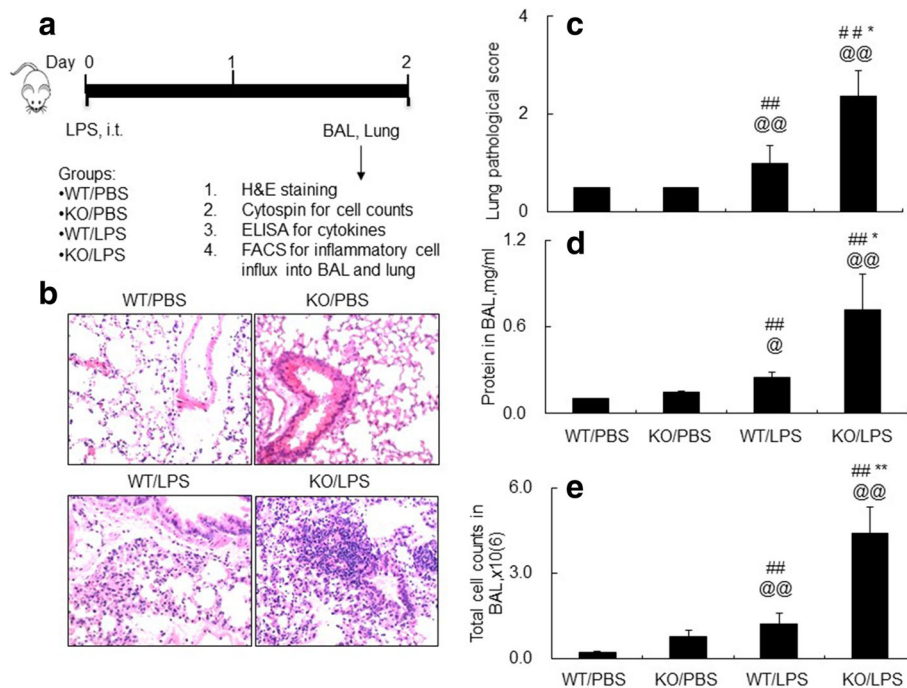 a
Day 0 1 2
LPS, i.t.
BAL, Lung
Groups:
•WT/PBS
•KO/PBS
•WT/LPS
•KO/LPS
1. H&E staining
2. Cytospin for cell counts
3. ELISA for cytokines
4. FACS for inflammatory cell
influx into BAL and lung
b
WT/PBS
KO/PBS
WT/LPS
KO/LPS
c
Lung pathological score
4
2
0
##
@@
## *
@@
d
Protein in BAL,mg/ml
1.2
0.6
0.0
##
@
## *
@@
WT/PBS KO/PBS WT/LPS KO/LPS
e
Total cell counts in
BAL,x10(6)
6.0
3.0
0.0
##
@@
## **
@@
WT/PBS KO/PBS WT/LPS KO/LPS